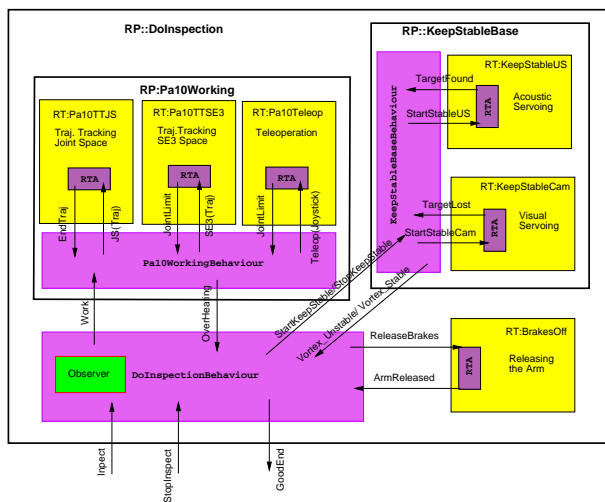 RP::DoInspection
RP::KeepStableBase
RP:Pa10Working
RT:Pa10TTJS
Traj. Tracking
Joint Space
RTA
EndTraj
JS(Traj)
RT:Pa10TTSE3
Traj.Tracking
SE3 Space
RTA
JointLimit
SE3(Traj)
RT:Pa10Teleop
Teleoperation
RTA
JointLimit
Teleop(Joystick)
Pa10WorkingBehaviour
KeepStableBaseBehaviour
RT:KeepStableUS
TargetFound
RTA
Acoustic
Servoing
StartStableUS
RT:KeepStableCam
TargetLost
RTA
Visual
Servoing
StartStableCam
Work
OverHeating
StartKeepStable/StopKeepStable
Vortex_Unstable/ Vortex_Stable
Observer
DoInspectionBehaviour
ReleaseBrakes
ArmReleased
RT:BrakesOff
RTA
Releasing
the Arm
Inpect
StopInspect
GoodEnd